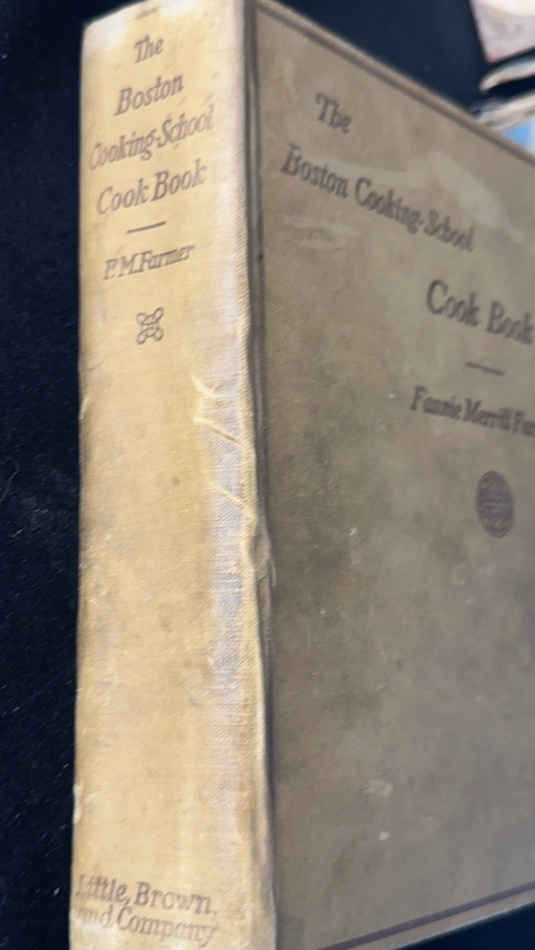 The
Boston
Cooking-School
Cook Book
F. M. Farmer
Little, Brown,
and Company
The
Boston Cooking-School
Cook Book
Fannie Merrill Far